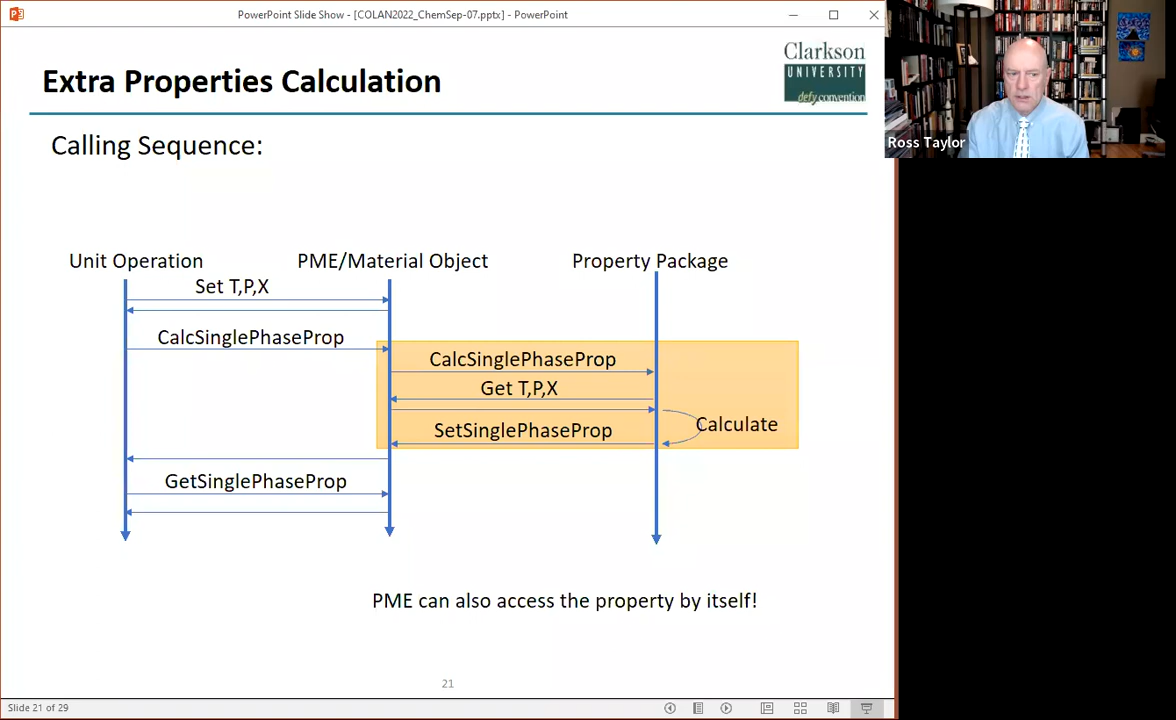 PowerPoint Slide Show - [COLAN2022_ChemSep-07.pptx] - PowerPoint
Extra Properties Calculation
Clarkson
UNIVERSITY
defy convention
Ross Taylor
Calling Sequence:
Unit Operation
PME/Material Object
Property Package
Set T,P,X
CalcSinglePhaseProp
CalcSinglePhaseProp
Get T,P,X
Calculate
SetSinglePhaseProp
GetSinglePhaseProp
PME can also access the property by itself!
21
Slide 21 of 29